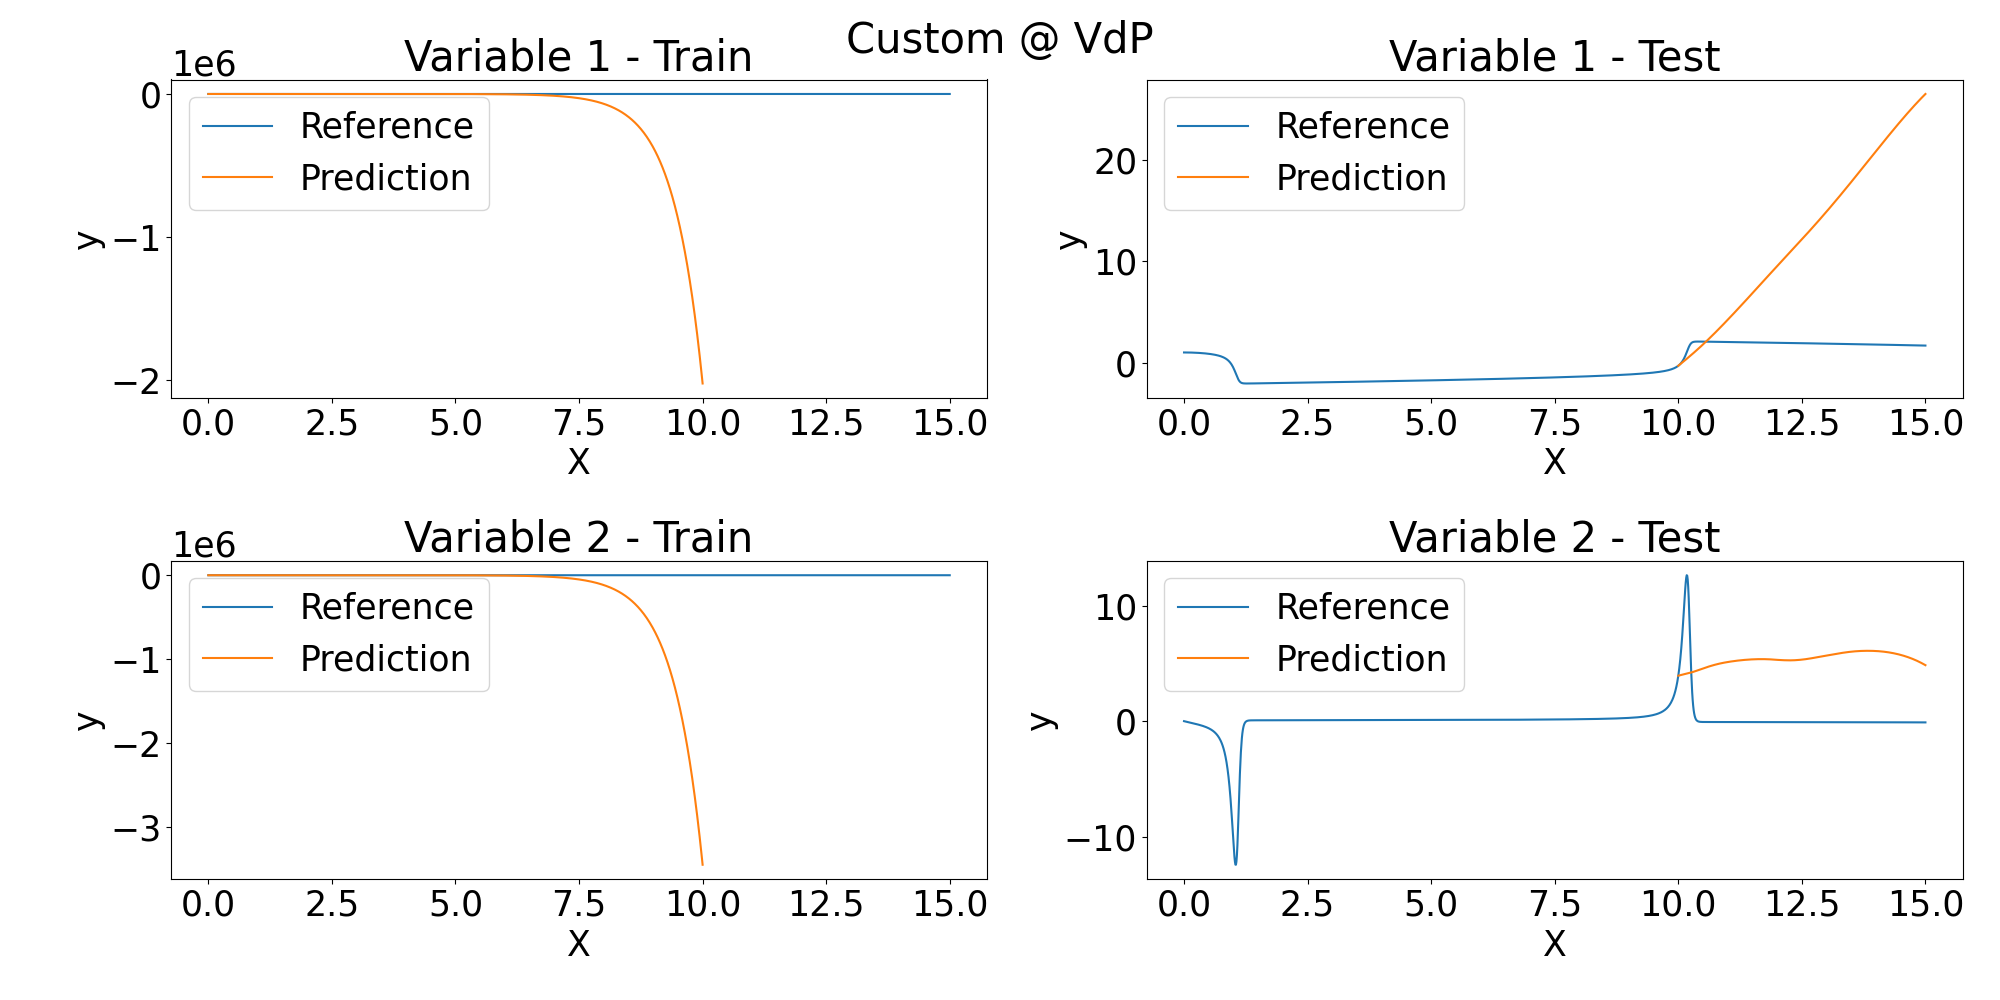 Custom @ VdP
Variable 1 - Train
1e6
0
−1
−2
y
Reference
Prediction
0.0 2.5 5.0 7.5 10.0 12.5 15.0
X
Variable 1 - Test
20
10
0
y
Reference
Prediction
0.0 2.5 5.0 7.5 10.0 12.5 15.0
X
Variable 2 - Train
1e6
0
−1
−2
−3
y
Reference
Prediction
0.0 2.5 5.0 7.5 10.0 12.5 15.0
X
Variable 2 - Test
10
0
−10
y
Reference
Prediction
0.0 2.5 5.0 7.5 10.0 12.5 15.0
X